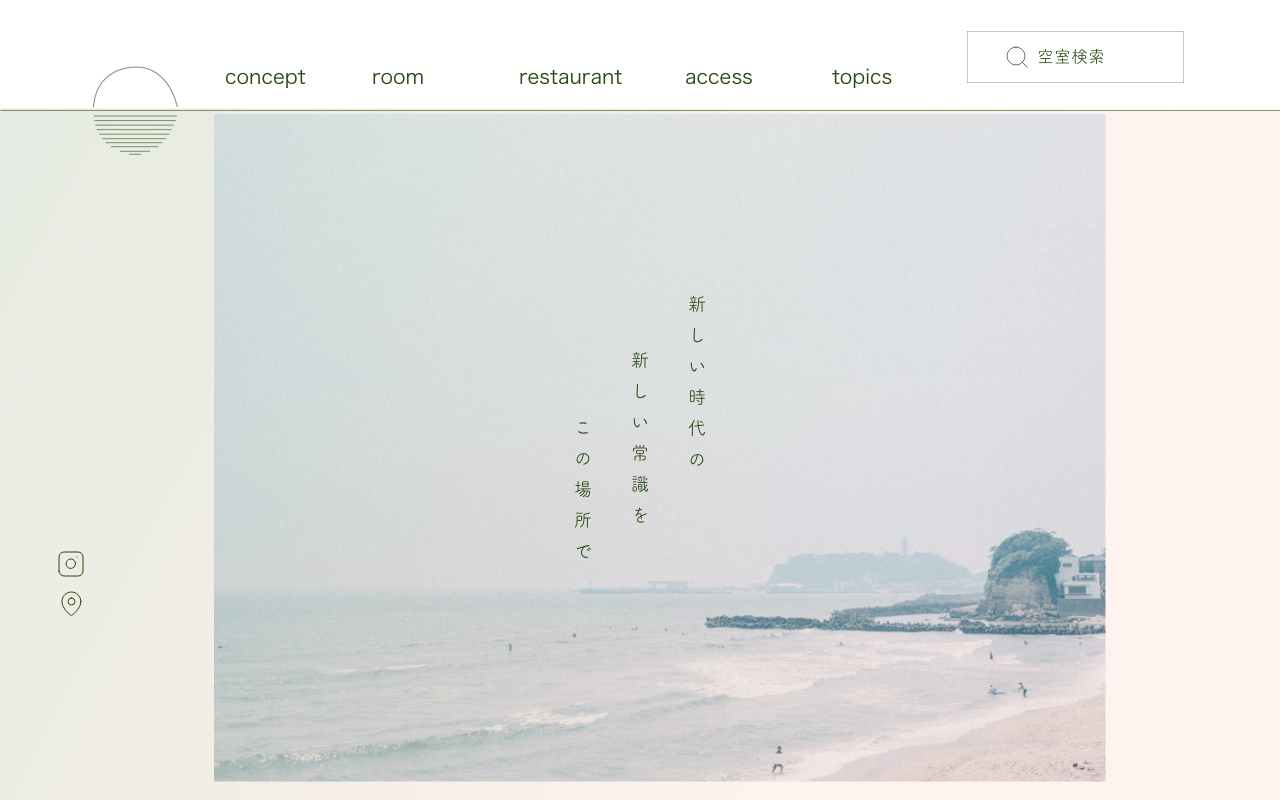 concept
room
restaurant
access
topics
空室検索
新しい時代の
新しい常識を
この場所で